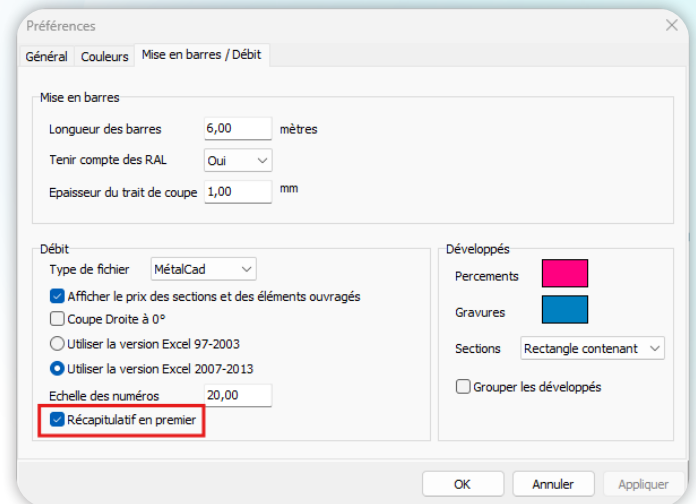 Préférences
Général Couleurs Mise en barres / Débit
Mise en barres
Longueur des barres 6,00 mètres
Tenir compte des RAL Oui
Epaisseur du trait de coupe 1,00 mm
Débit
Type de fichier MétalCad
Afficher le prix des sections et des éléments ouvragés
Coupe Droite à 0°
Utiliser la version Excel 97-2003
Utiliser la version Excel 2007-2013
Echelle des numéros 20,00
Récapitulatif en premier
Développés
Percements
Gravures
Sections Rectangle contenant
Grouper les développés
OK Annuler Appliquer